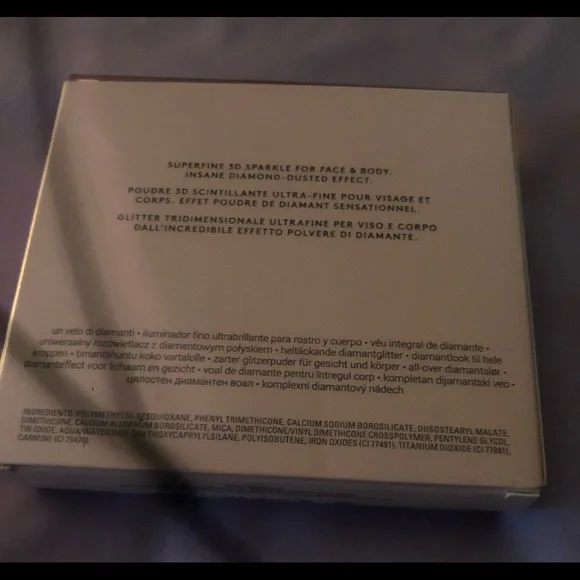 SUPERFINE 3D SPARKLE FOR FACE & BODY.
INSANE DIAMOND-DUSTED EFFECT.
POUDRE 3D SCINTILLANTE ULTRA-FINE POUR VISAGE ET
CORPS. EFFET POUDRE DE DIAMANT SENSATIONNEL.
GLITTER TRIDIMENSIONALE ULTRAFINE PER VISO E CORPO
DALL'INCREDIBILE EFFETTO POLVERE DI DIAMANTE.
un velo di diamanti • iluminador fino ultrabrillante para rostro y cuerpo • véu integral de diamante •
uniwersalny rozświetlacz z diamentowym połyskiem • heltäckande diamantglitter • diamantlook til hele
kroppen • timanttihuntu koko vartalolle • zarter glitzerpuder für gesicht und körper • all-over diamantslør •
diamanteffect voor lichaam en gezicht • voal de diamante pentru întregul corp • kompletan dijamantski veo •
цялостен диамантен воал • komplexní diamantový nádech
INGREDIENTS: POLYMETHYLSILSESQUIOXANE, PHENYL TRIMETHICONE, CALCIUM SODIUM BOROSILICATE, DIISOSTEARYL MALATE,
DIMETHICONE, CALCIUM ALUMINUM BOROSILICATE, MICA, DIMETHICONE/VINYL DIMETHICONE CROSSPOLYMER, PENTYLENE GLYCOL,
TIN OXIDE, AQUA/WATER/EAU, TRIETHOXYCAPRYLYLSILANE, POLYISOBUTENE, IRON OXIDES (CI 77491), TITANIUM DIOXIDE (CI 77891),
CARMINE (CI 75470).